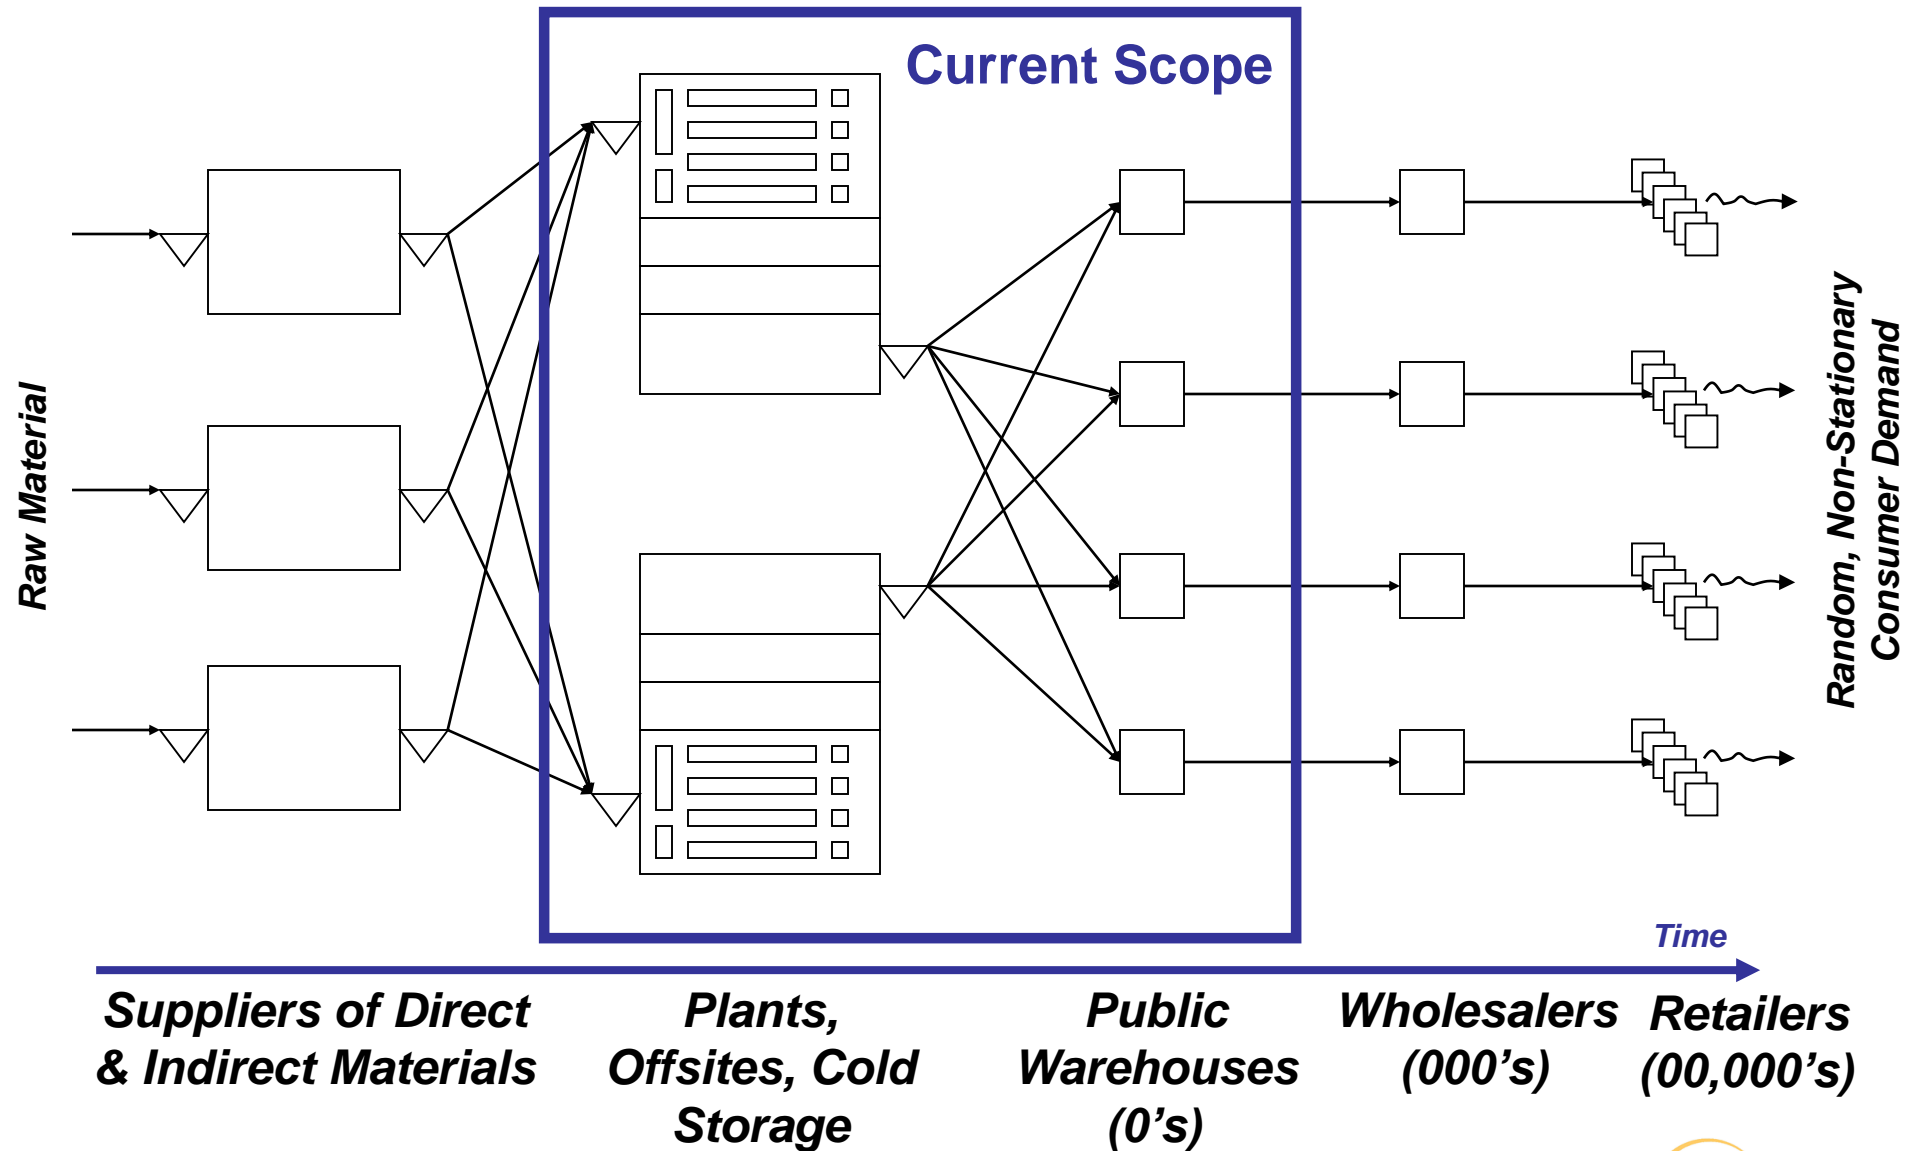 Current Scope
Raw Material
Random, Non-Stationary
Consumer Demand
Time
Suppliers of Direct
& Indirect Materials
Plants,
Offsites, Cold
Storage
Public
Warehouses
(0’s)
Wholesalers
(000’s)
Retailers
(00,000’s)